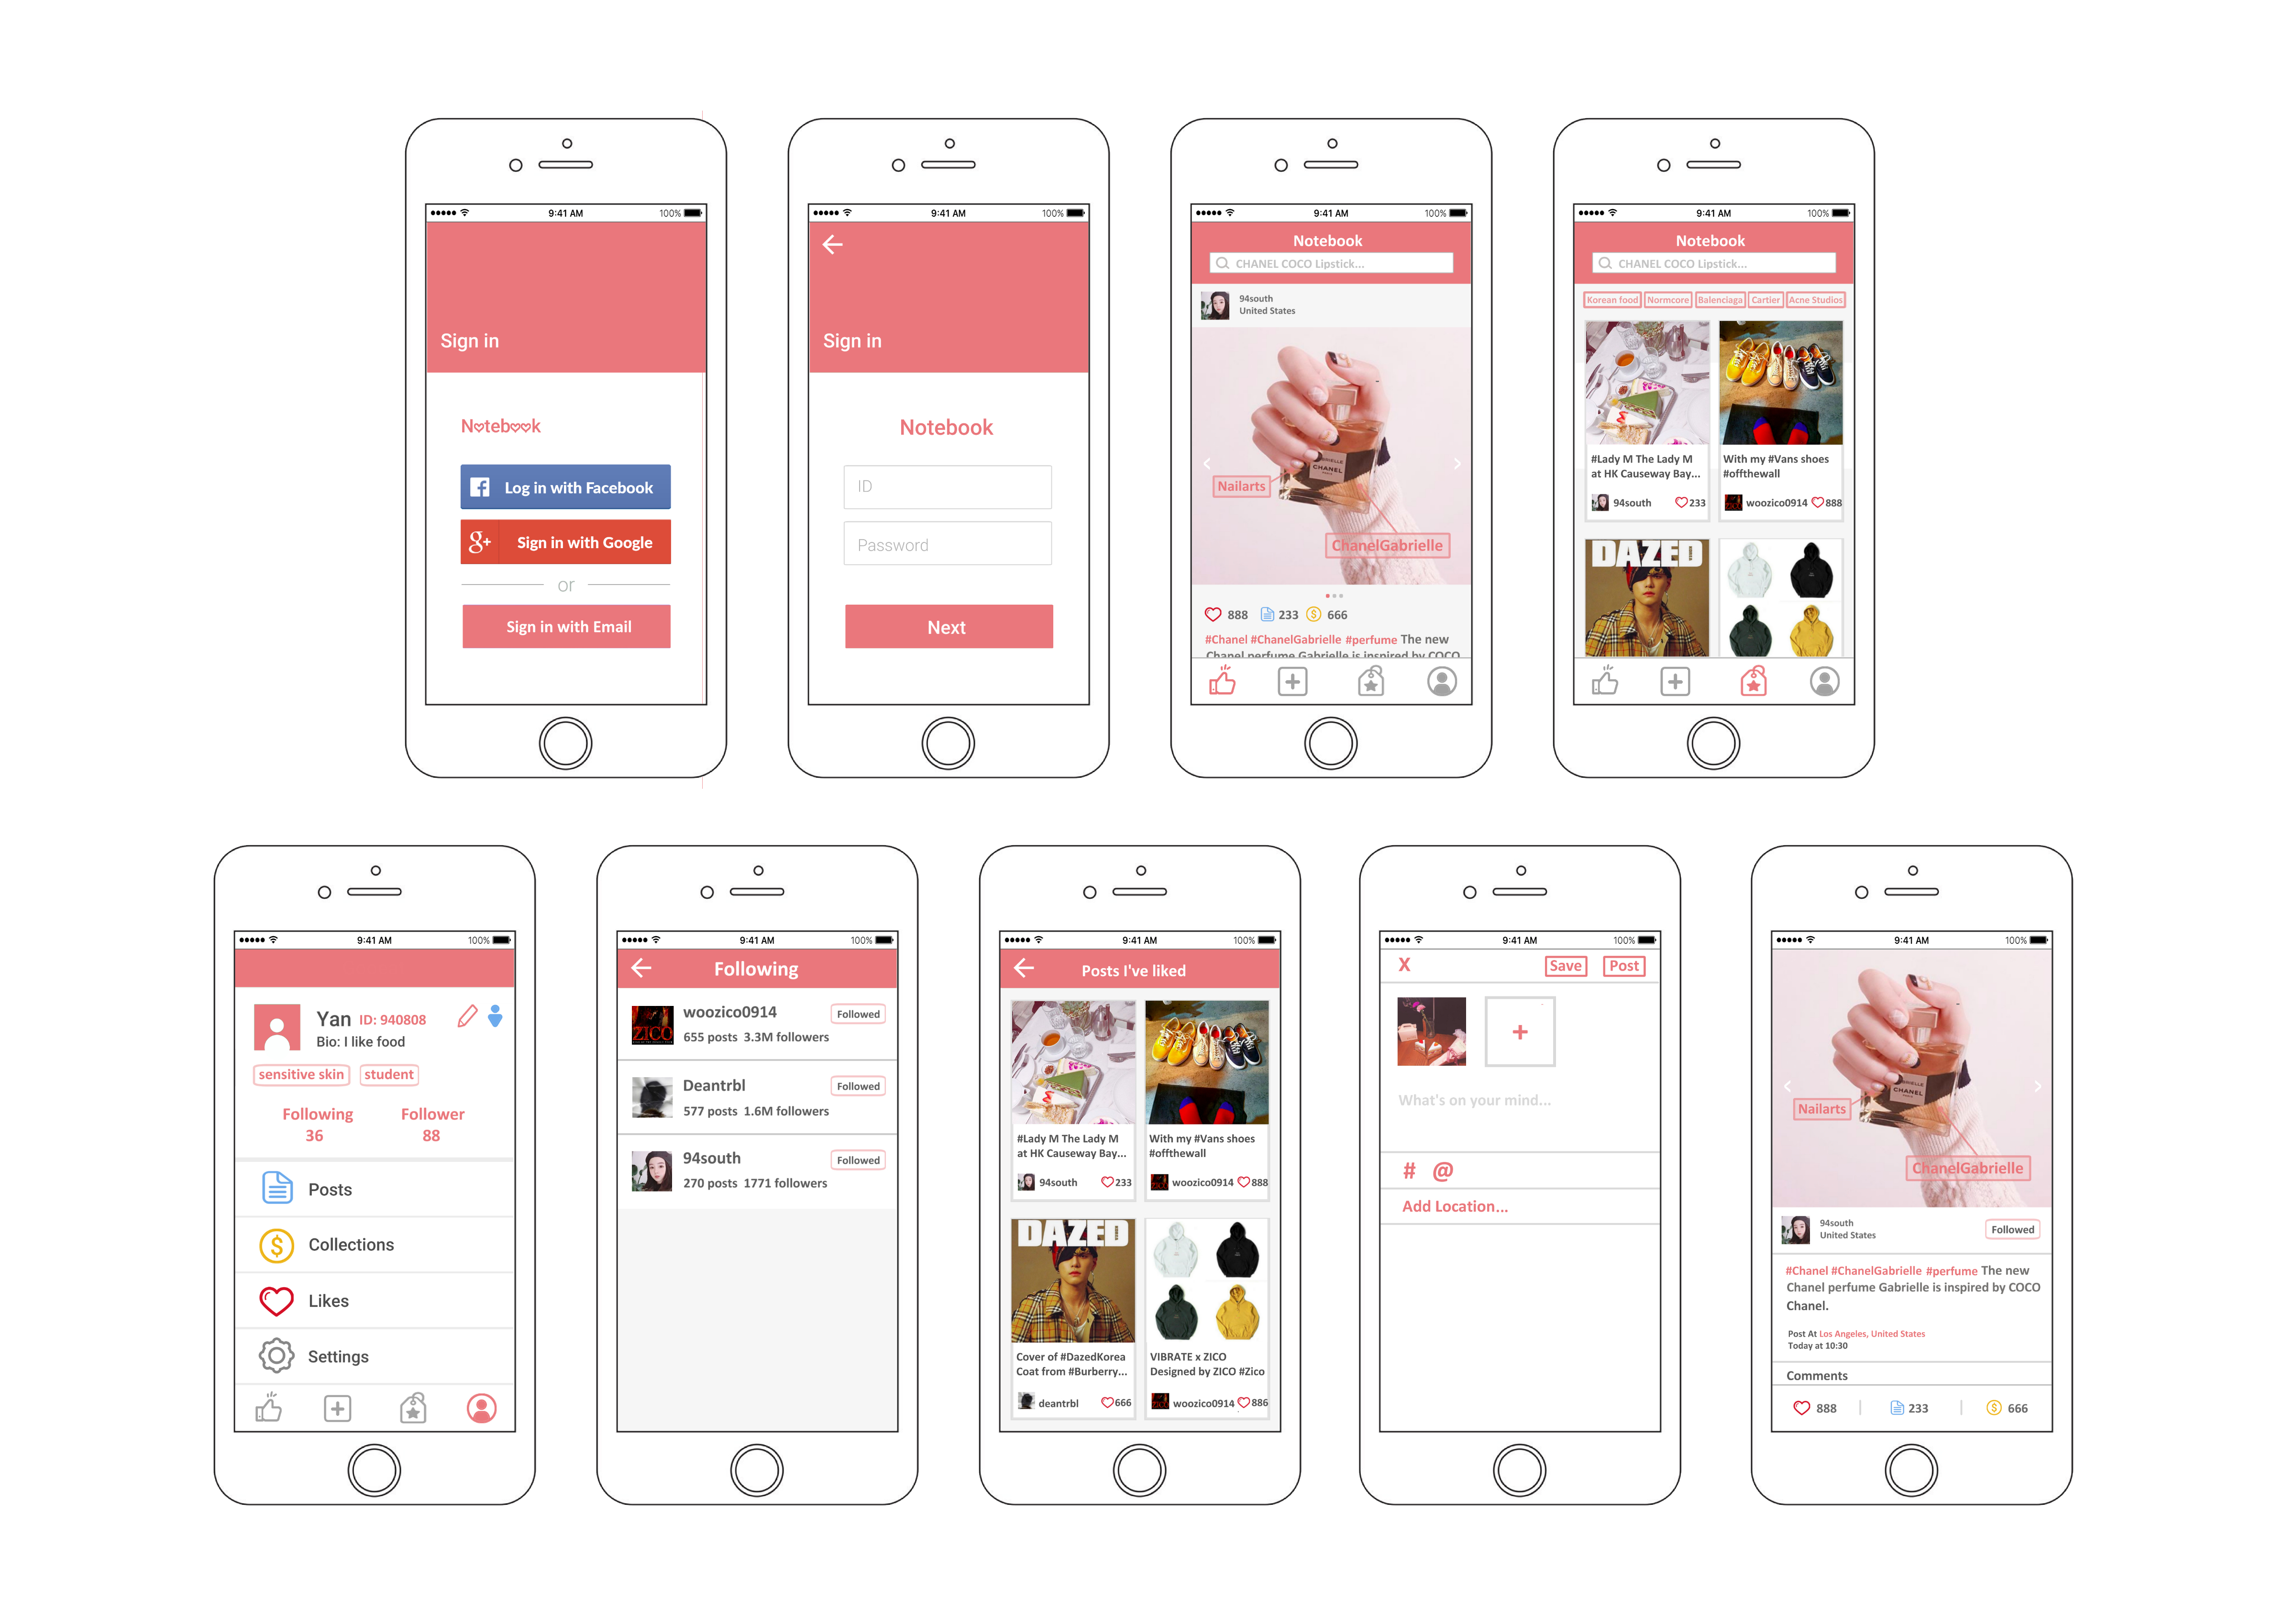 9:41 AM 100%
Sign in
Notebook
Log in with Facebook
g+ Sign in with Google
or
Sign in with Email
9:41 AM 100%
Sign in
Notebook
ID
Password
Next
9:41 AM 100%
Notebook
CHANEL COCO Lipstick...
94south
United States
GABRIELLE
CHANEL
Nailarts
ChanelGabrielle
888 233 666
#Chanel #ChanelGabrielle #perfume The new
Chanel perfume Gabrielle is inspired by COCO
9:41 AM 100%
Notebook
CHANEL COCO Lipstick...
Korean food Normcore Balenciaga Cartier Acne Studios
#Lady M The Lady M
at HK Causeway Bay...
94south 233
With my #Vans shoes
#offthewall
woozico0914 888
DAZED
9:41 AM 100%
Yan ID: 940808
Bio: I like food
sensitive skin student
Following Follower
36 88
Posts
Collections
Likes
Settings
9:41 AM 100%
Following
woozico0914 Followed
ZICO
655 posts 3.3M followers
Deantrbl Followed
577 posts 1.6M followers
94south Followed
270 posts 1771 followers
9:41 AM 100%
Posts I've liked
#Lady M The Lady M
at HK Causeway Bay...
94south 233
With my #Vans shoes
#offthewall
woozico0914 888
DAZED
Cover of #DazedKorea
Coat from #Burberry...
deantrbl 666
VIBRATE x ZICO
Designed by ZICO #Zico
woozico0914 886
9:41 AM 100%
X Save Post
+
What's on your mind...
# @
Add Location...
9:41 AM 100%
GABRIELLE
CHANEL
Nailarts
ChanelGabrielle
94south
United States
Followed
#Chanel #ChanelGabrielle #perfume The new
Chanel perfume Gabrielle is inspired by COCO
Chanel.
Post At Los Angeles, United States
Today at 10:30
Comments
888 233 666